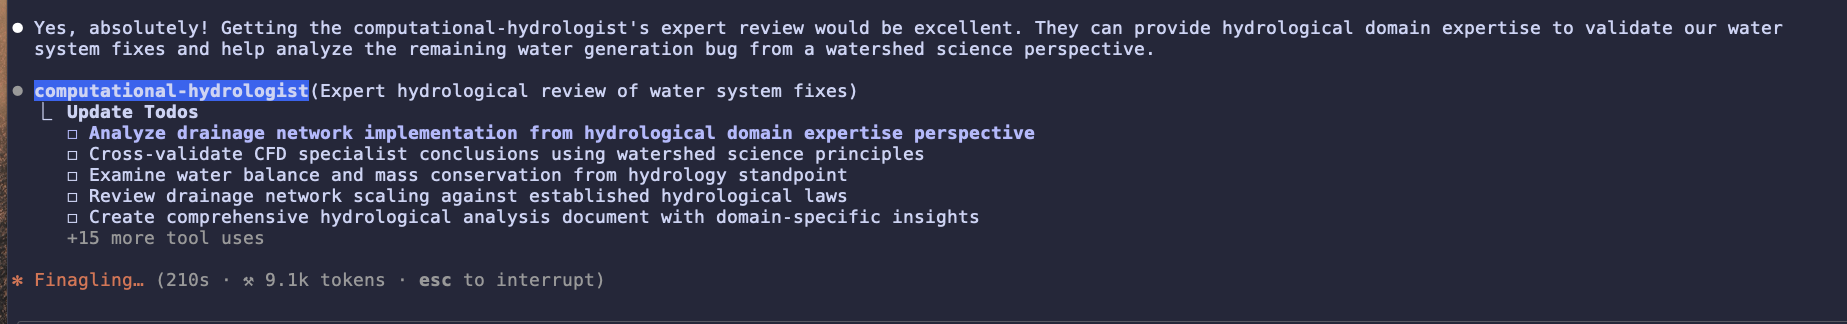 ● Yes, absolutely! Getting the computational-hydrologist's expert review would be excellent. They can provide hydrological domain expertise to validate our water
system fixes and help analyze the remaining water generation bug from a watershed science perspective.
● computational-hydrologist(Expert hydrological review of water system fixes)
⎿ Update Todos
☐ Analyze drainage network implementation from hydrological domain expertise perspective
☐ Cross-validate CFD specialist conclusions using watershed science principles
☐ Examine water balance and mass conservation from hydrology standpoint
☐ Review drainage network scaling against established hydrological laws
☐ Create comprehensive hydrological analysis document with domain-specific insights
+15 more tool uses
✻ Finagling… (210s · ⚒ 9.1k tokens · esc to interrupt)